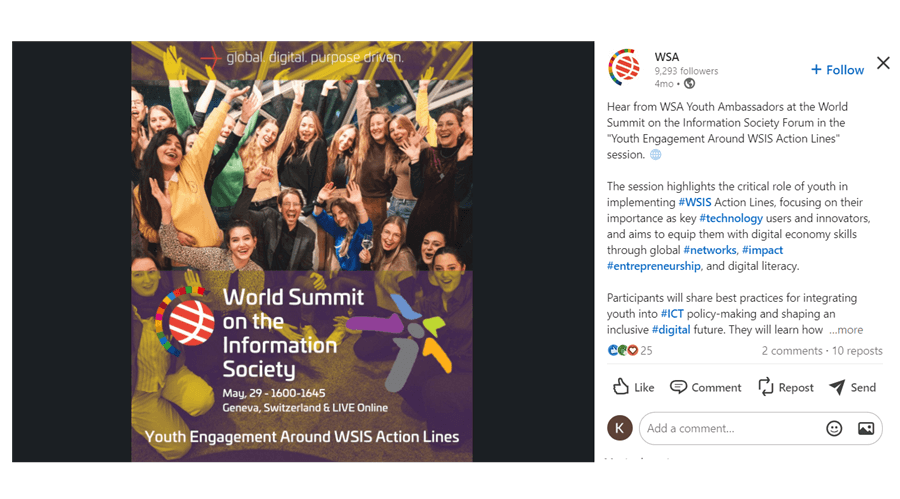 global. digital. purpose driven.
World Summit
on the
Information
Society
May, 29 - 1600-1645
Geneva, Switzerland & LIVE Online
Youth Engagement Around WSIS Action Lines
WSA
9,293 followers
4mo •
+ Follow
Hear from WSA Youth Ambassadors at the World
Summit on the Information Society Forum in the
"Youth Engagement Around WSIS Action Lines"
session.
The session highlights the critical role of youth in
implementing #WSIS Action Lines, focusing on their
importance as key #technology users and innovators,
and aims to equip them with digital economy skills
through global #networks, #impact
#entrepreneurship, and digital literacy.
Participants will share best practices for integrating
youth into #ICT policy-making and shaping an
inclusive #digital future. They will learn how ...more
25
2 comments · 10 reposts
Like
Comment
Repost
Send
K
Add a comment...